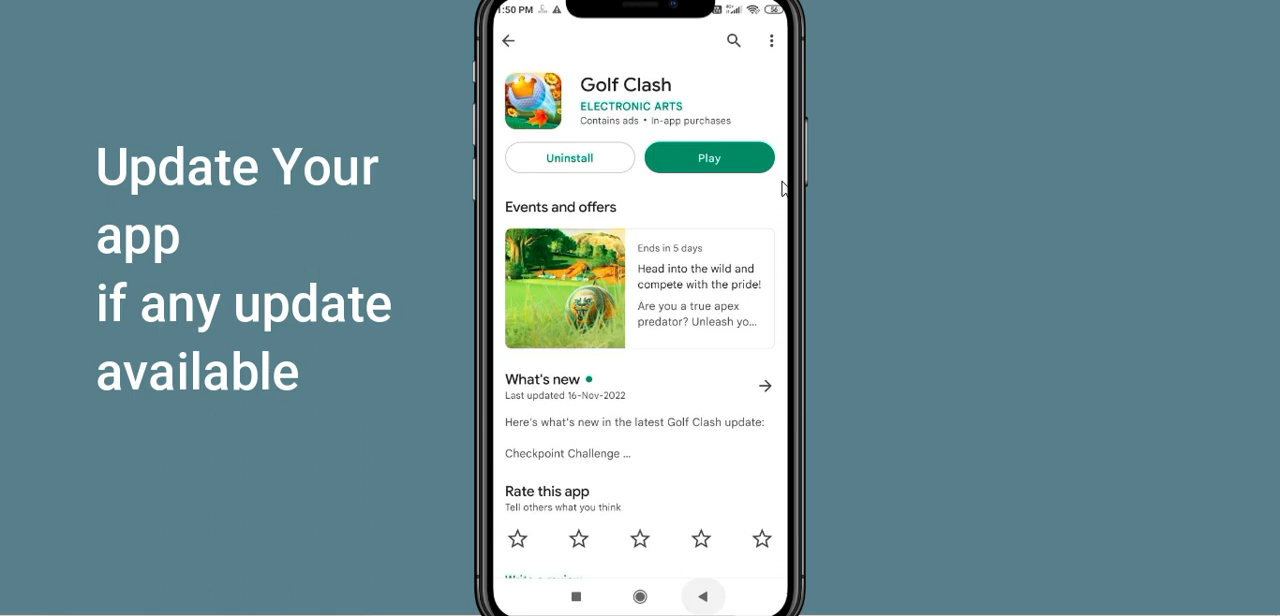 Update Your
app
if any update
available
:50 PM
56
Golf Clash
ELECTRONIC ARTS
Contains ads • In-app purchases
Uninstall
Play
Events and offers
Ends in 5 days
Head into the wild and
compete with the pride!
Are you a true apex
predator? Unleash yo...
What's new
Last updated 16-Nov-2022
Here's what's new in the latest Golf Clash update:
Checkpoint Challenge ...
Rate this app
Tell others what you think
Write a review